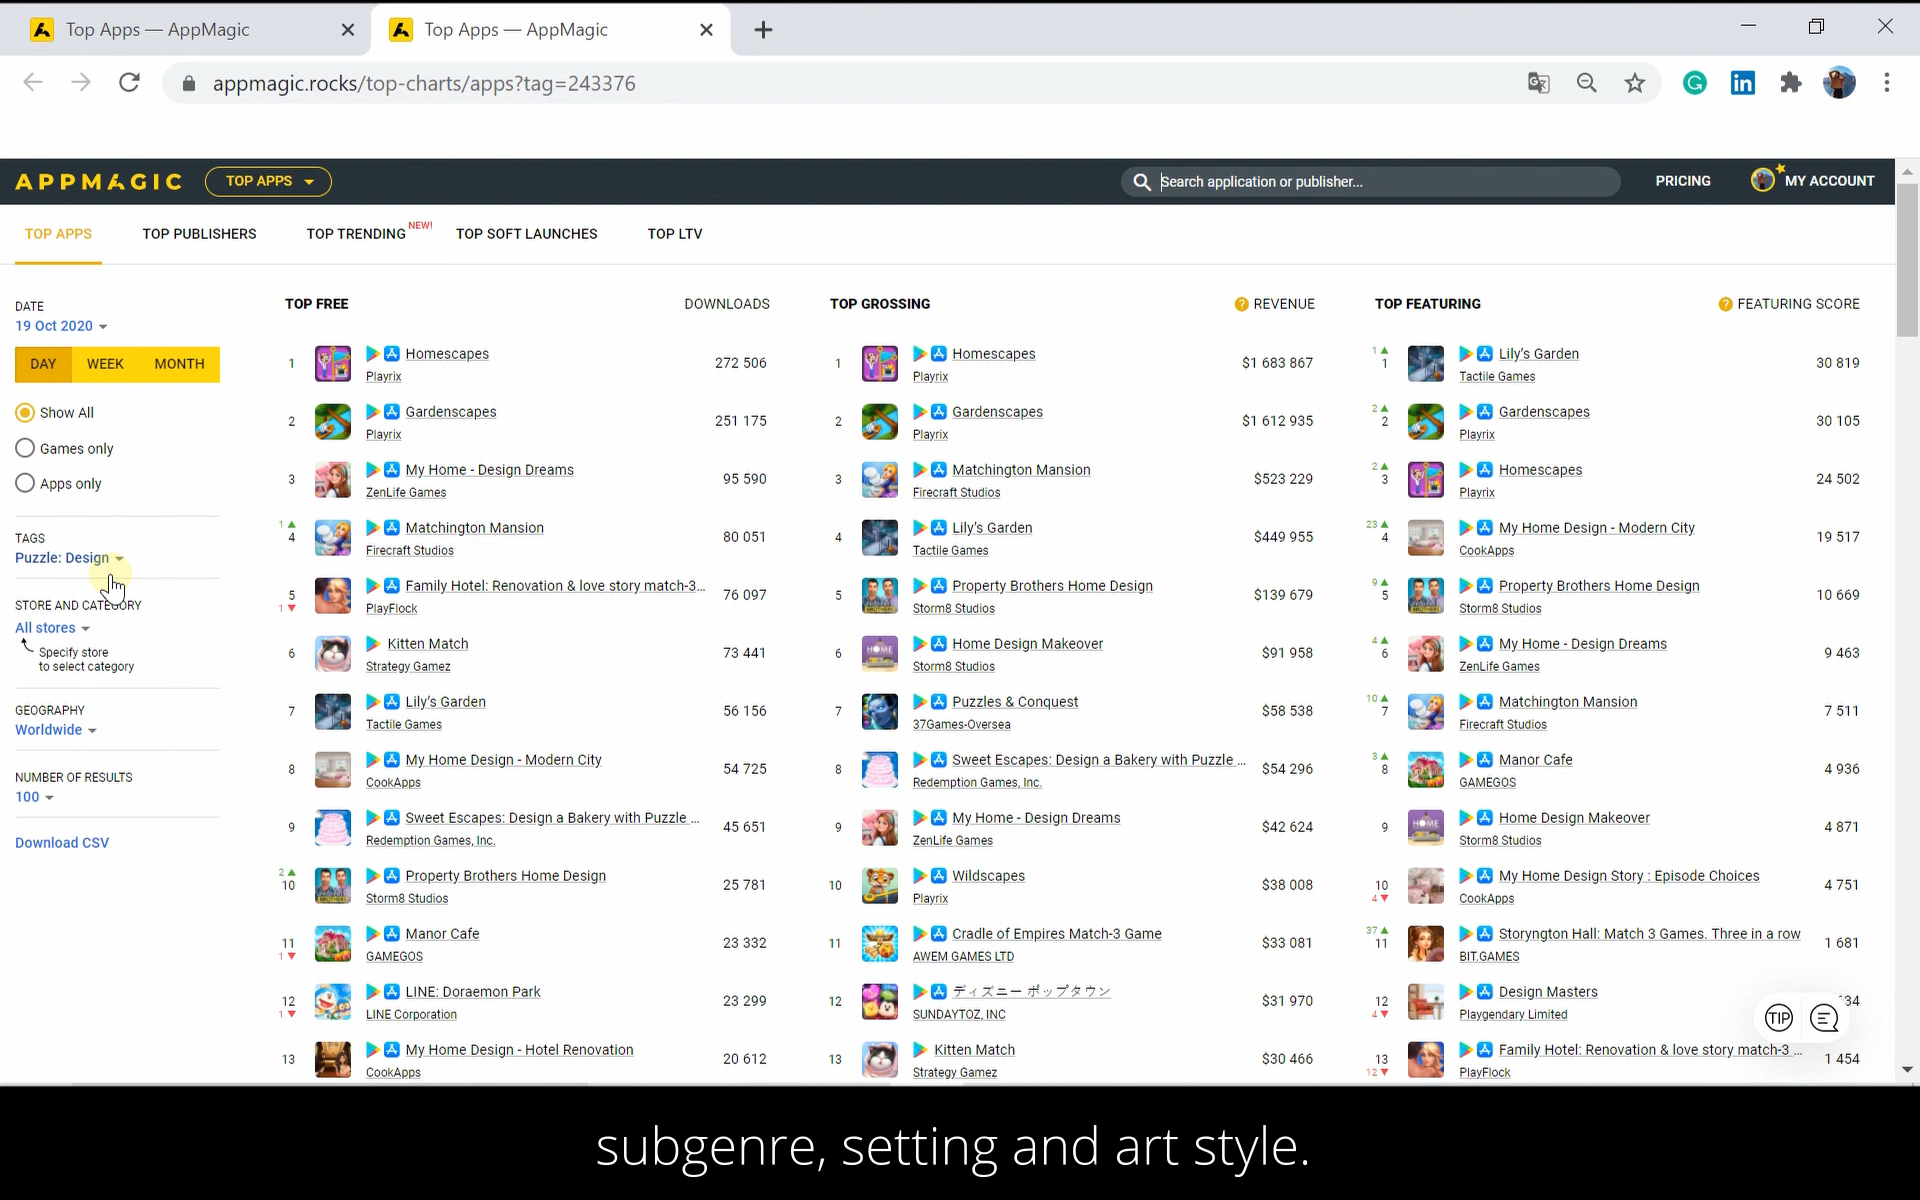 Top Apps — AppMagic
Top Apps — AppMagic
appmagic.rocks/top-charts/apps?tag=243376
APPMAGIC
TOP APPS
Search application or publisher...
PRICING
MY ACCOUNT
TOP APPS
TOP PUBLISHERS
TOP TRENDING
NEW!
TOP SOFT LAUNCHES
TOP LTV
DATE
19 Oct 2020
DAY WEEK MONTH
Show All
Games only
Apps only
TAGS
Puzzle: Design
STORE AND CATEGORY
All stores
Specify store
to select category
GEOGRAPHY
Worldwide
NUMBER OF RESULTS
100
Download CSV
TOP FREE DOWNLOADS
1 Homescapes 272 506
Playrix
2 Gardenscapes 251 175
Playrix
3 My Home - Design Dreams 95 590
ZenLife Games
1
4 Matchington Mansion 80 051
Firecraft Studios
5 Family Hotel: Renovation & love story match-3... 76 097
1 PlayFlock
6 Kitten Match 73 441
Strategy Gamez
7 Lily's Garden 56 156
Tactile Games
8 My Home Design - Modern City 54 725
CookApps
9 Sweet Escapes: Design a Bakery with Puzzle ... 45 651
Redemption Games, Inc.
2
10 Property Brothers Home Design 25 781
Storm8 Studios
11 Manor Cafe 23 332
1 GAMEGOS
12 LINE: Doraemon Park 23 299
1 LINE Corporation
13 My Home Design - Hotel Renovation 20 612
CookApps
TOP GROSSING ? REVENUE
1 Homescapes $1 683 867
Playrix
2 Gardenscapes $1 612 935
Playrix
3 Matchington Mansion $523 229
Firecraft Studios
4 Lily's Garden $449 955
Tactile Games
5 Property Brothers Home Design $139 679
Storm8 Studios
6 Home Design Makeover $91 958
HOME
Storm8 Studios
7 Puzzles & Conquest $58 538
37Games-Oversea
8 Sweet Escapes: Design a Bakery with Puzzle ... $54 296
Redemption Games, Inc.
9 My Home - Design Dreams $42 624
ZenLife Games
10 Wildscapes $38 008
Playrix
11 Cradle of Empires Match-3 Game $33 081
AWEM GAMES LTD
12 ディズニー ポップタウン $31 970
SUNDAYTOZ, INC
13 Kitten Match $30 466
Strategy Gamez
TOP FEATURING ? FEATURING SCORE
1
1 Lily's Garden 30 819
Tactile Games
2
2 Gardenscapes 30 105
Playrix
2
3 Homescapes 24 502
Playrix
23
4 My Home Design - Modern City 19 517
CookApps
9
5 Property Brothers Home Design 10 669
Storm8 Studios
4
6 My Home - Design Dreams 9 463
ZenLife Games
10
7 Matchington Mansion 7 511
Firecraft Studios
3
8 Manor Cafe 4 936
GAMEGOS
9 Home Design Makeover 4 871
HOME
Storm8 Studios
10 My Home Design Story : Episode Choices 4 751
4 CookApps
37
11 Storyngton Hall: Match 3 Games. Three in a row 1 681
BIT.GAMES
12 Design Masters
4 Playgendary Limited
13 Family Hotel: Renovation & love story match-3 ... 1 454
12 PlayFlock
TIP
subgenre, setting and art style.